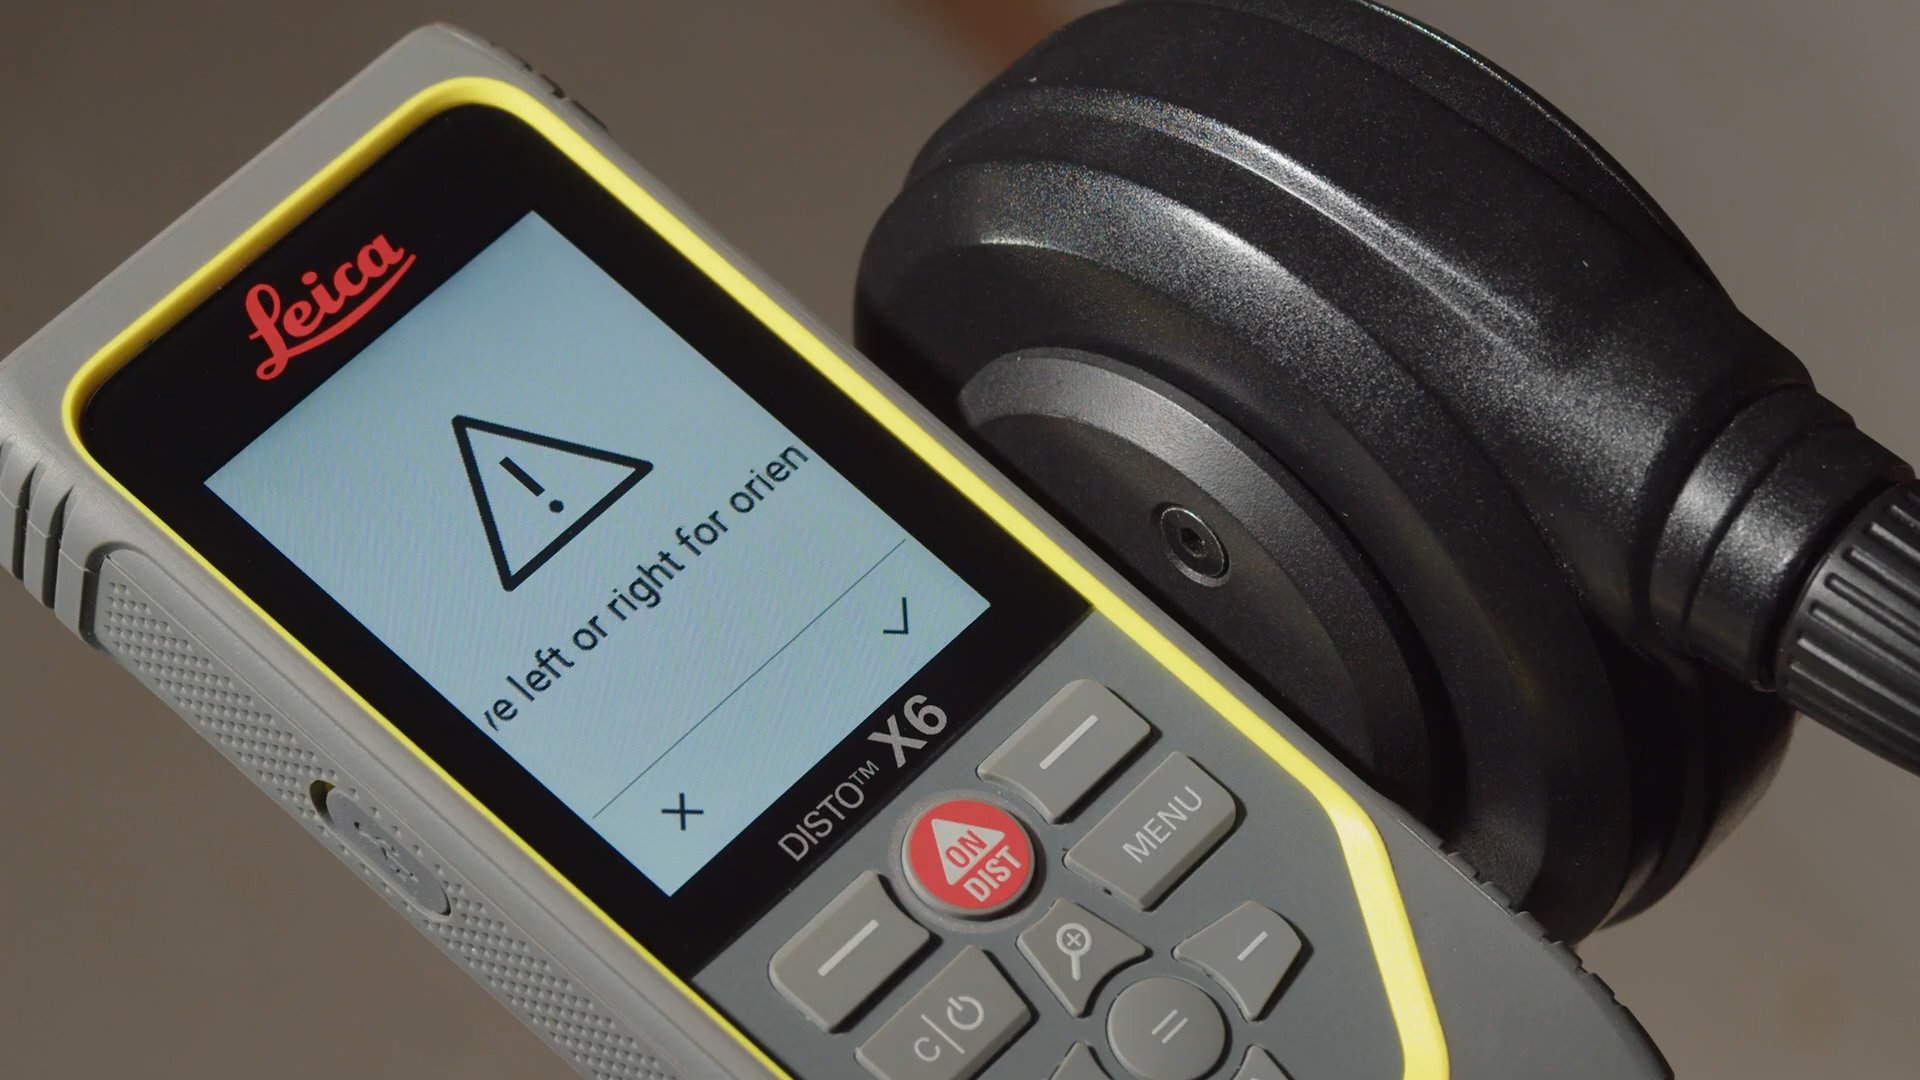 Leica
ve left or right for orien
DISTO™ X6
ON
DIST
MENU
C